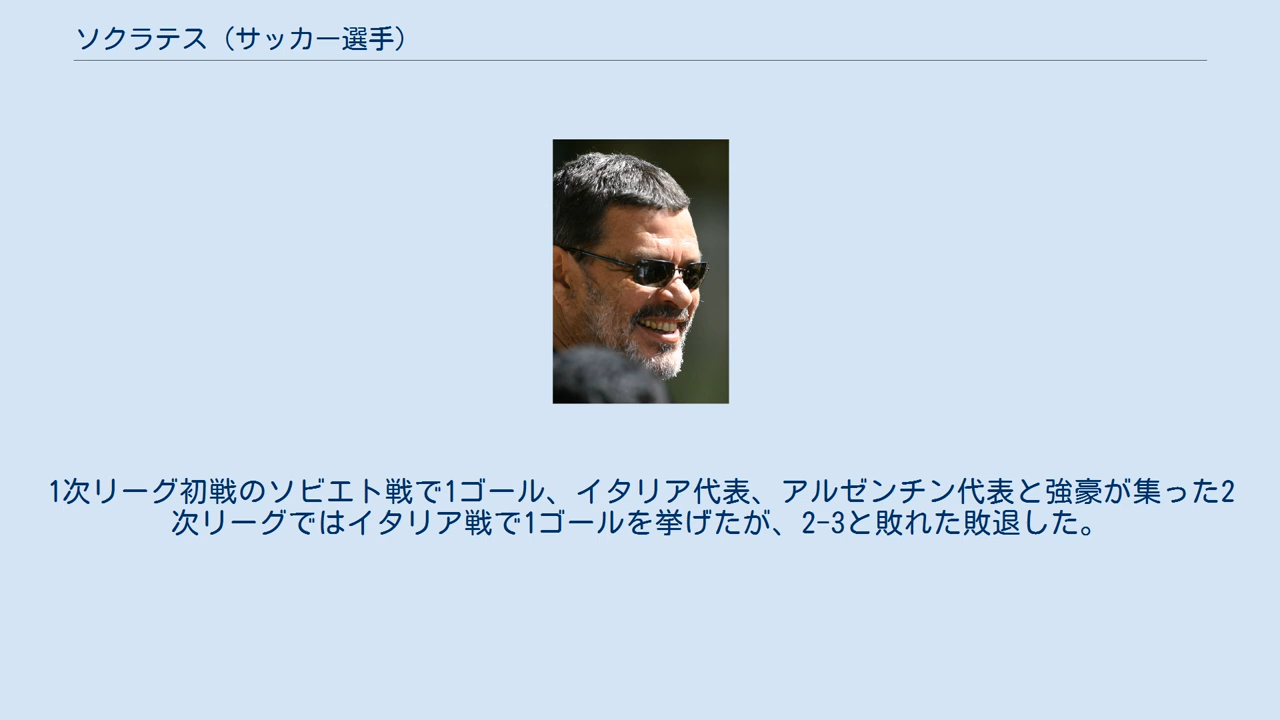 ソクラテス（サッカー選手）
1次リーグ初戦のソビエト戦で1ゴール、イタリア代表、アルゼンチン代表と強豪が集った2
次リーグではイタリア戦で1ゴールを挙げたが、2-3と敗れた敗退した。